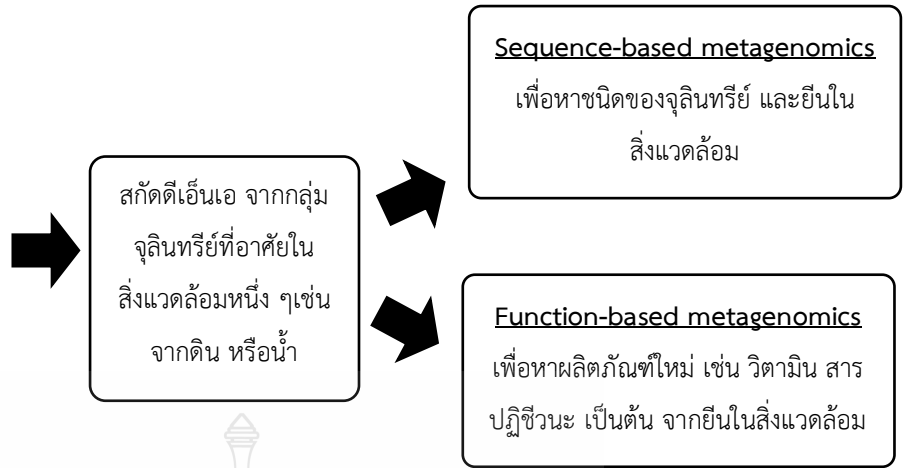 Sequence-based metagenomics
เพื่อหาชนิดของจุลินทรีย์ และยีนใน
สิ่งแวดล้อม
สกัดดีเอ็นเอ จากกลุ่ม
จุลินทรีย์ที่อาศัยใน
สิ่งแวดล้อมหนึ่ง ๆเช่น
จากดิน หรือน้ำ
Function-based metagenomics
เพื่อหาผลิตภัณฑ์ใหม่ เช่น วิตามิน สาร
ปฏิชีวนะ เป็นต้น จากยีนในสิ่งแวดล้อม